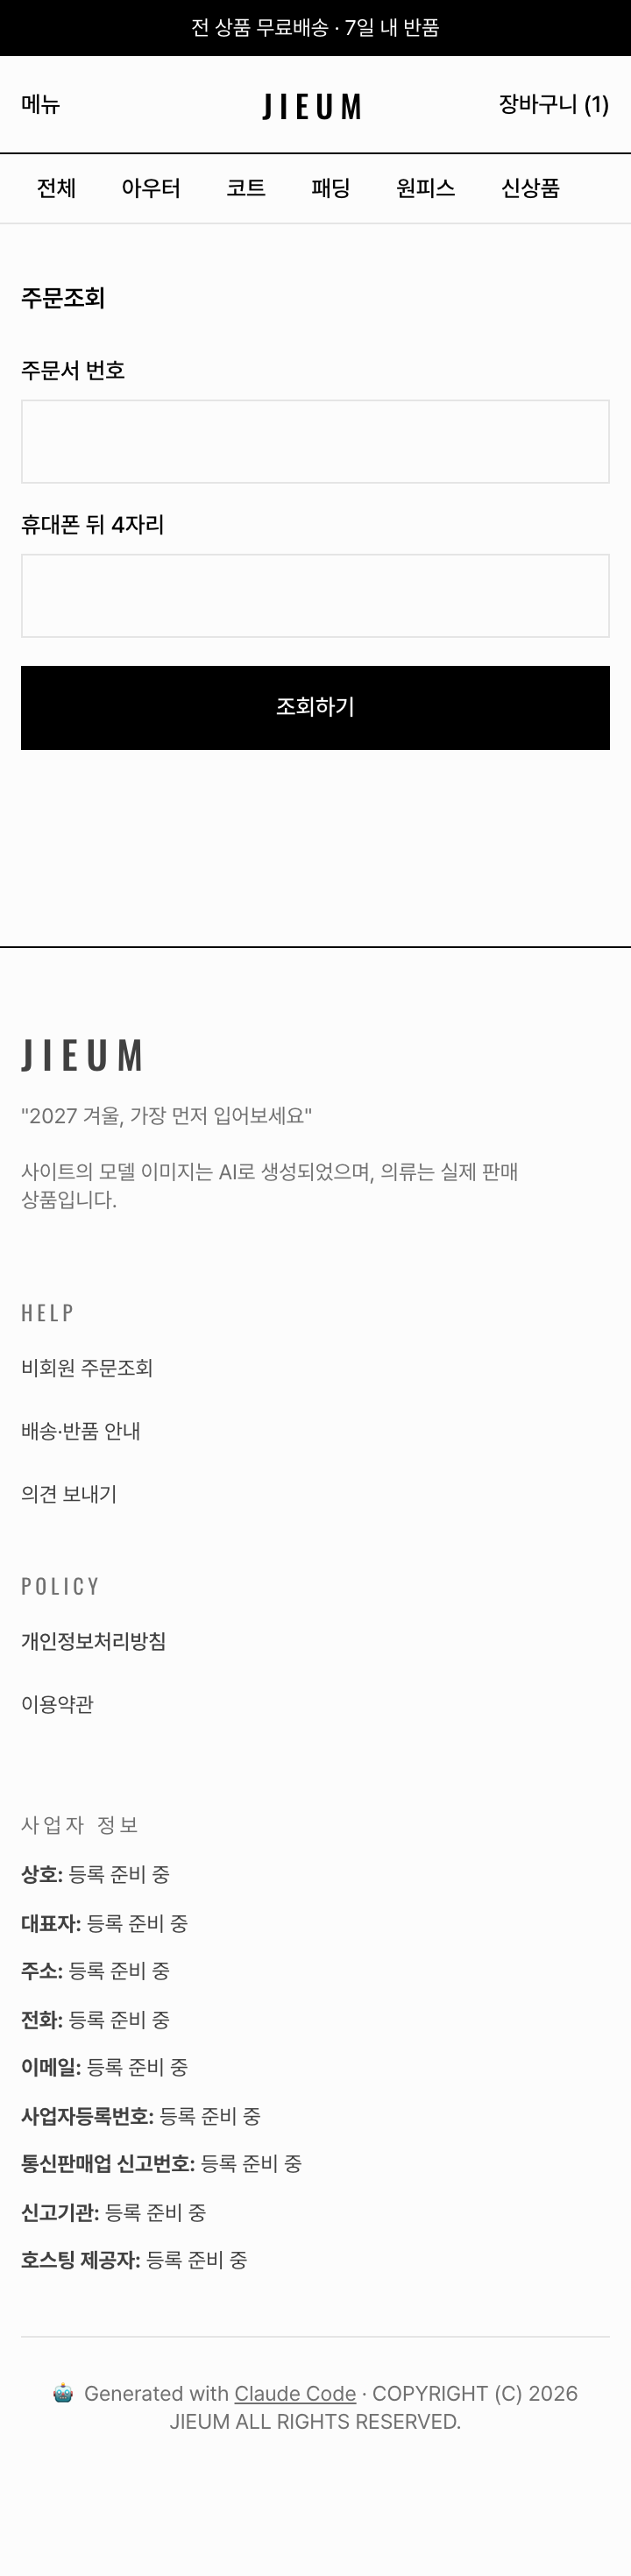 전 상품 무료배송 · 7일 내 반품
메뉴
JIEUM
장바구니 (1)
전체
아우터
코트
패딩
원피스
신상품
주문조회
주문서 번호
휴대폰 뒤 4자리
조회하기
JIEUM
"2027 겨울, 가장 먼저 입어보세요"
사이트의 모델 이미지는 AI로 생성되었으며, 의류는 실제 판매
상품입니다.
HELP
비회원 주문조회
배송·반품 안내
의견 보내기
POLICY
개인정보처리방침
이용약관
사업자 정보
상호: 등록 준비 중
대표자: 등록 준비 중
주소: 등록 준비 중
전화: 등록 준비 중
이메일: 등록 준비 중
사업자등록번호: 등록 준비 중
통신판매업 신고번호: 등록 준비 중
신고기관: 등록 준비 중
호스팅 제공자: 등록 준비 중
🤖 Generated with Claude Code · COPYRIGHT (C) 2026
JIEUM ALL RIGHTS RESERVED.